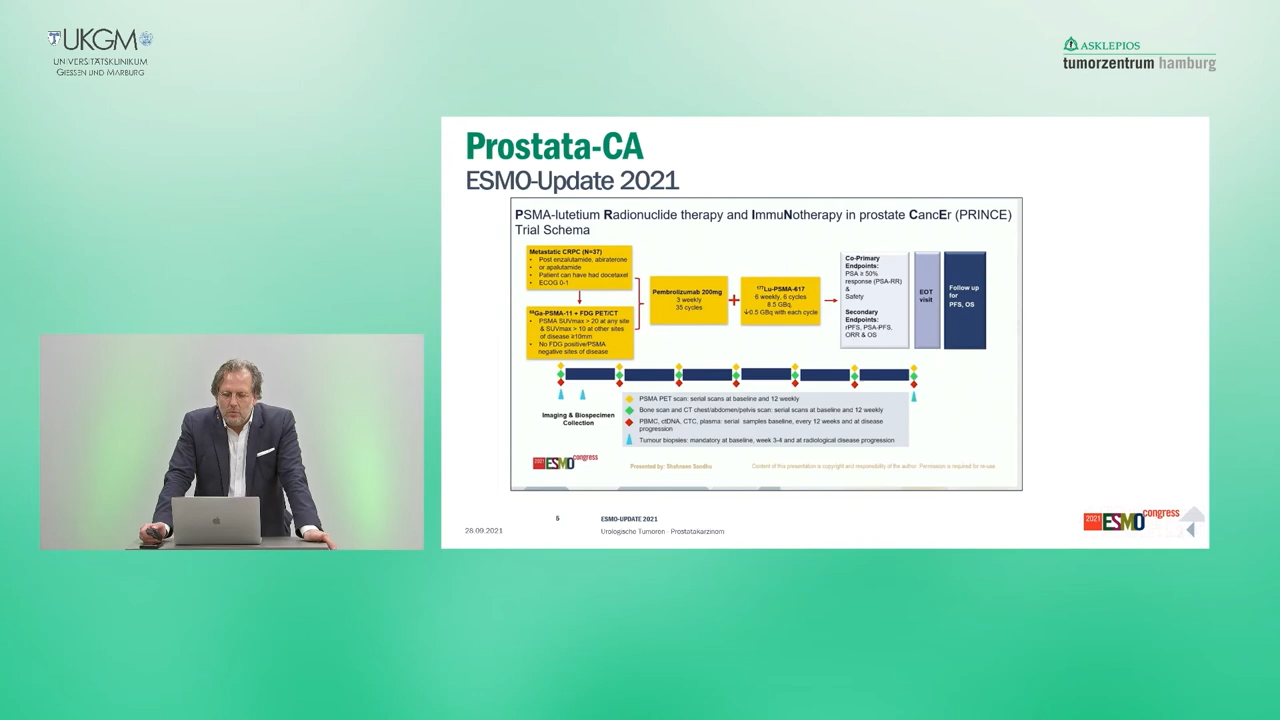 UKGM
UNIVERSITÄTSKLINIKUM
GIESSEN UND MARBURG
ASKLEPIOS
tumorzentrum hamburg
Prostata-CA
ESMO-Update 2021
PSMA-lutetium Radionuclide therapy and ImmuNotherapy in prostate CancEr (PRINCE)
Trial Schema
Metastatic CRPC (N=37)
• Post enzalutamide, abiraterone
• or apalutamide
• Patient can have had docetaxel
• ECOG 0-1
⁶⁸Ga-PSMA-11 + FDG PET/CT
• PSMA SUVmax > 20 at any site
& SUVmax > 10 at other sites
of disease ≥10mm
• No FDG positive/PSMA
negative sites of disease
Pembrolizumab 200mg
3 weekly
35 cycles
+
¹⁷⁷Lu-PSMA-617
6 weekly, 6 cycles
8.5 GBq,
↓0.5 GBq with each cycle
Co-Primary
Endpoints:
PSA ≥ 50%
response (PSA-RR)
&
Safety
Secondary
Endpoints:
rPFS, PSA-PFS,
ORR & OS
EOT
visit
Follow up
for
PFS, OS
Imaging & Biospecimen
Collection
PSMA PET scan: serial scans at baseline and 12 weekly
Bone scan and CT chest/abdomen/pelvis scan: serial scans at baseline and 12 weekly
PBMC, ctDNA, CTC, plasma: serial samples baseline, every 12 weeks and at disease
progression
Tumour biopsies: mandatory at baseline, week 3-4 and at radiological disease progression
2021 ESMO congress
Presented by: Shahneen Sandhu
Content of this presentation is copyright and responsibility of the author. Permission is required for re-use.
28.09.2021
5
ESMO-UPDATE 2021
Urologische Tumoren - Prostatakarzinom
2021 ESMO congress